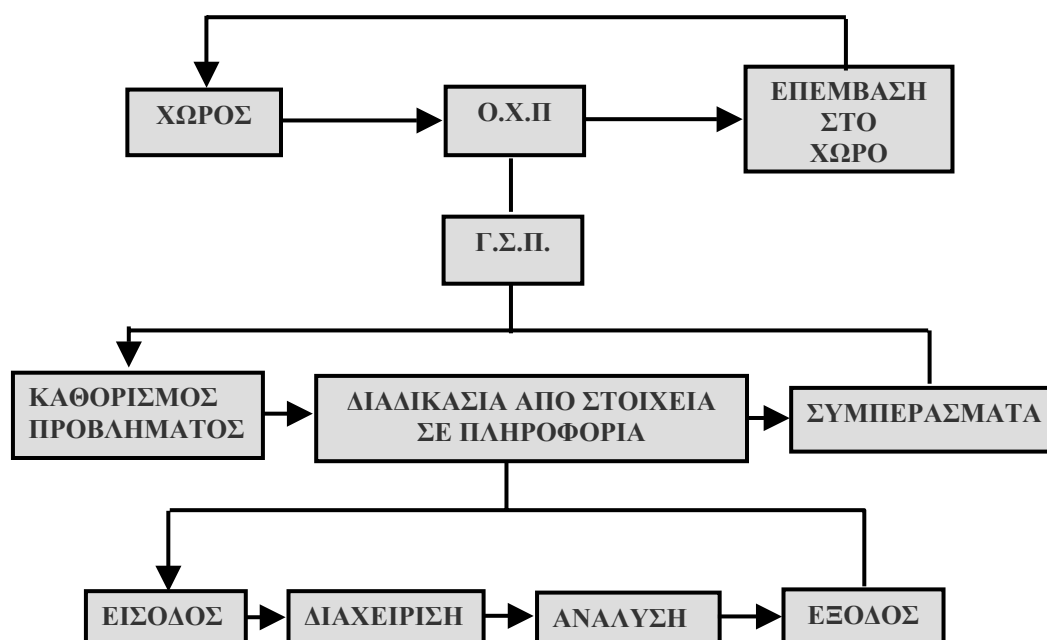 ΧΩΡΟΣ
Ο.Χ.Π
ΕΠΕΜΒΑΣΗ
ΣΤΟ
ΧΩΡΟ
Γ.Σ.Π.
ΚΑΘΟΡΙΣΜΟΣ
ΠΡΟΒΛΗΜΑΤΟΣ
ΔΙΑΔΙΚΑΣΙΑ ΑΠΟ ΣΤΟΙΧΕΙΑ
ΣΕ ΠΛΗΡΟΦΟΡΙΑ
ΣΥΜΠΕΡΑΣΜΑΤΑ
ΕΙΣΟΔΟΣ
ΔΙΑΧΕΙΡΙΣΗ
ΑΝΑΛΥΣΗ
ΕΞΟΔΟΣ